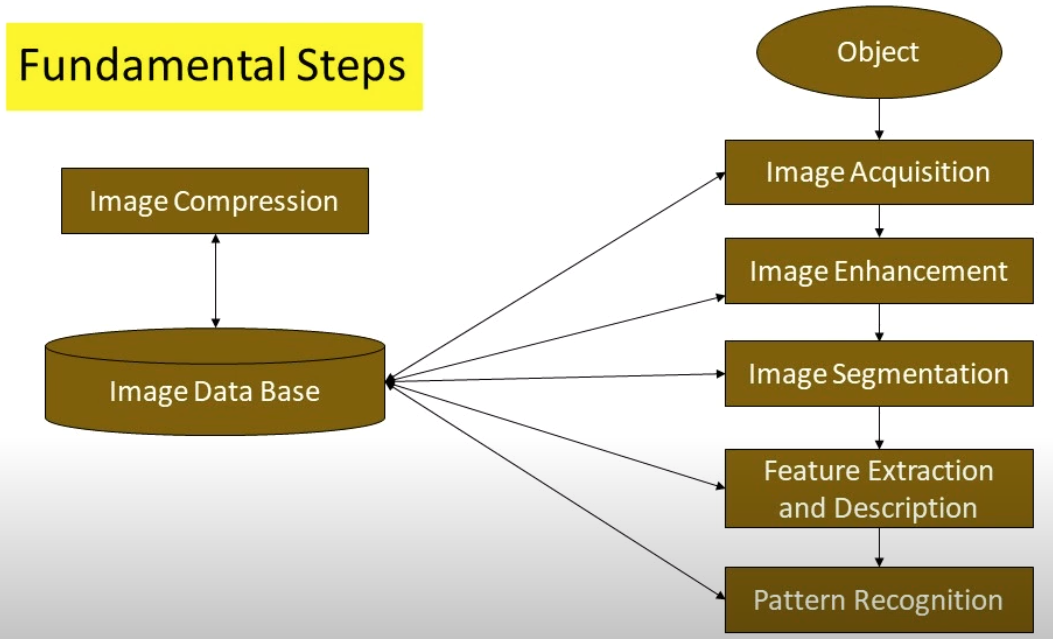 Fundamental Steps
Object
Image Acquisition
Image Compression
Image Enhancement
Image Segmentation
Image Data Base
Feature Extraction
and Description
Pattern Recognition